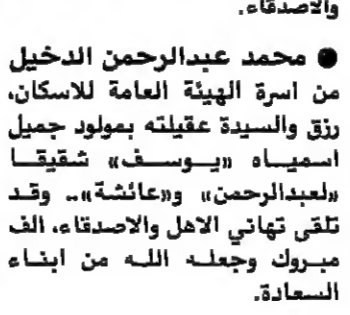 والاصدقاء.
● محمد عبدالرحمن الدخيل
من اسرة الهيئة العامة للاسكان،
رزق والسيدة عقيلته بمولود جميل
اسمياه «يوسف» شقيقا
«لعبدالرحمن» و«عائشة».. وقد
تلقى تهاني الاهل والاصدقاء، الف
مبروك وجعله الله من ابناء
السعادة.